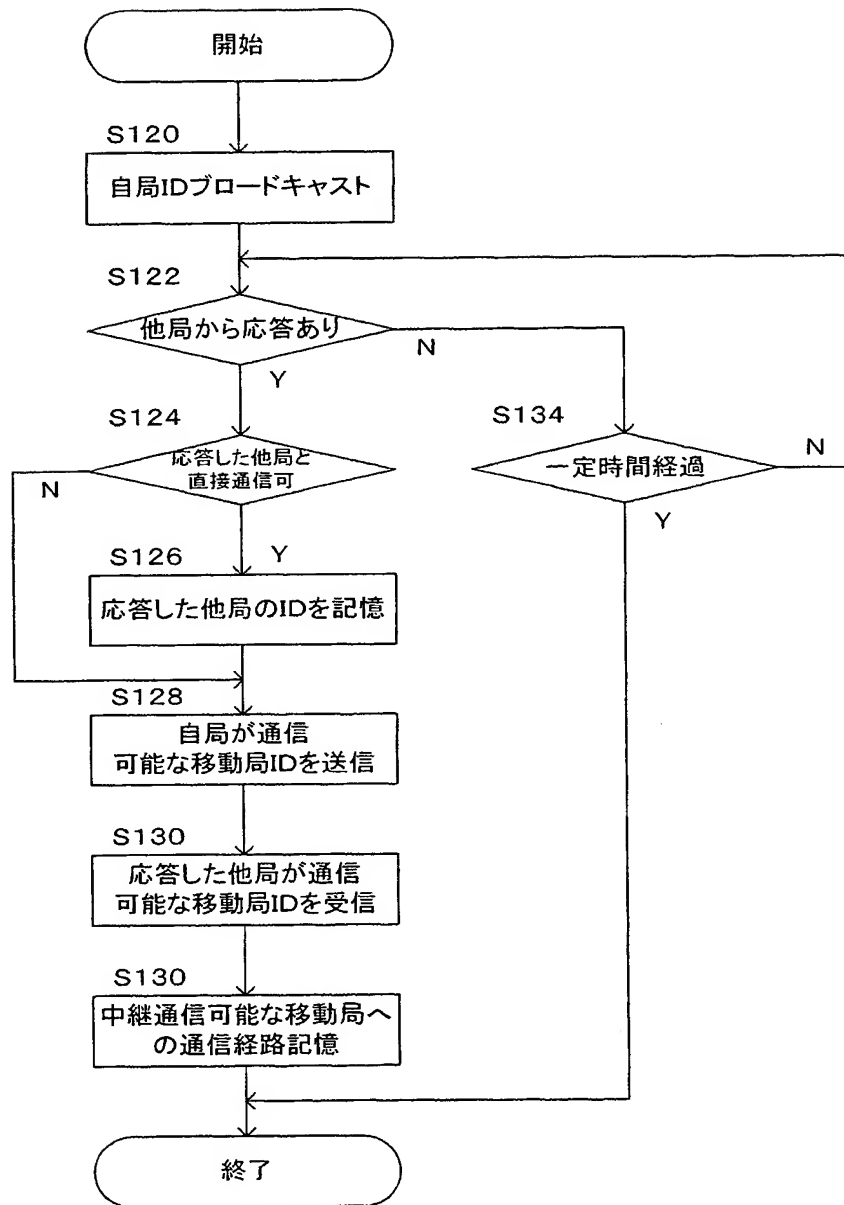 開始
S120
自局IDブロードキャスト
S122
他局から応答あり
N
Y
S124
応答した他局と
直接通信可
N
Y
S134
一定時間経過
N
Y
S126
応答した他局のIDを記憶
S128
自局が通信
可能な移動局IDを送信
S130
応答した他局が通信
可能な移動局IDを受信
S130
中継通信可能な移動局へ
の通信経路記憶
終了